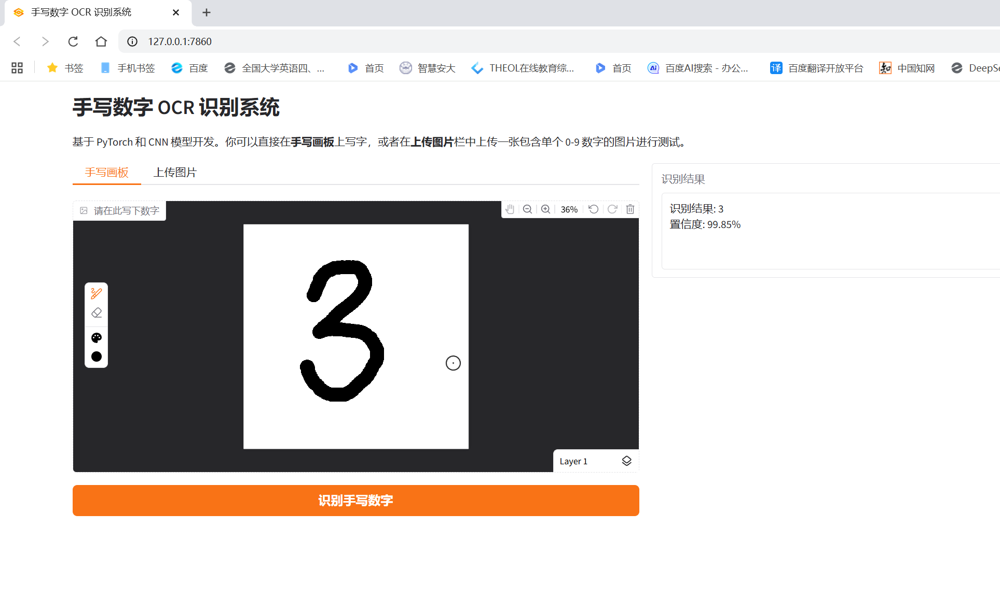 手写数字 OCR 识别系统
127.0.0.1:7860
书签 手机书签 百度 全国大学英语四、... 首页 智慧安大 THEOL在线教育综... 首页 百度AI搜索 - 办公... 百度翻译开放平台 中国知网
手写数字 OCR 识别系统
基于 PyTorch 和 CNN 模型开发。你可以直接在手写画板上写字，或者在上传图片栏中上传一张包含单个 0-9 数字的图片进行测试。
手写画板 上传图片
请在此写下数字
36%
3
Layer 1
识别手写数字
识别结果
识别结果: 3
置信度: 99.85%